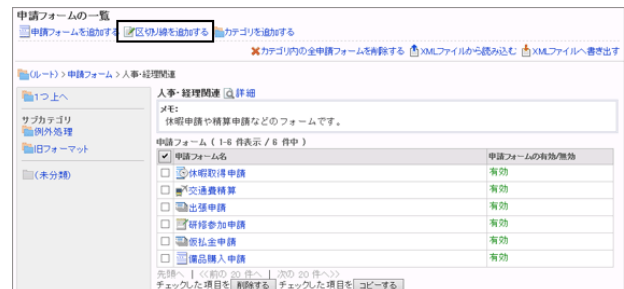 申請フォームの一覧
申請フォームを追加する 区切り線を追加する カテゴリを追加する
カテゴリ内の全申請フォームを削除する XMLファイルから読み込む XMLファイルへ書き出す
(ルート) > 申請フォーム > 人事・経理関連
1つ上へ
サブカテゴリ
例外処理
旧フォーマット
(未分類)
人事・経理関連 詳細
メモ:
休暇申請や精算申請などのフォームです。
申請フォーム ( 1-6 件表示 / 6 件中 )
申請フォーム名 申請フォームの有効/無効
休暇取得申請 有効
交通費精算 有効
出張申請 有効
研修参加申請 有効
仮払金申請 有効
備品購入申請 有効
先頭へ | <<前の 20 件へ | 次の 20 件へ>>
チェックした項目を 削除する チェックした項目を コピーする